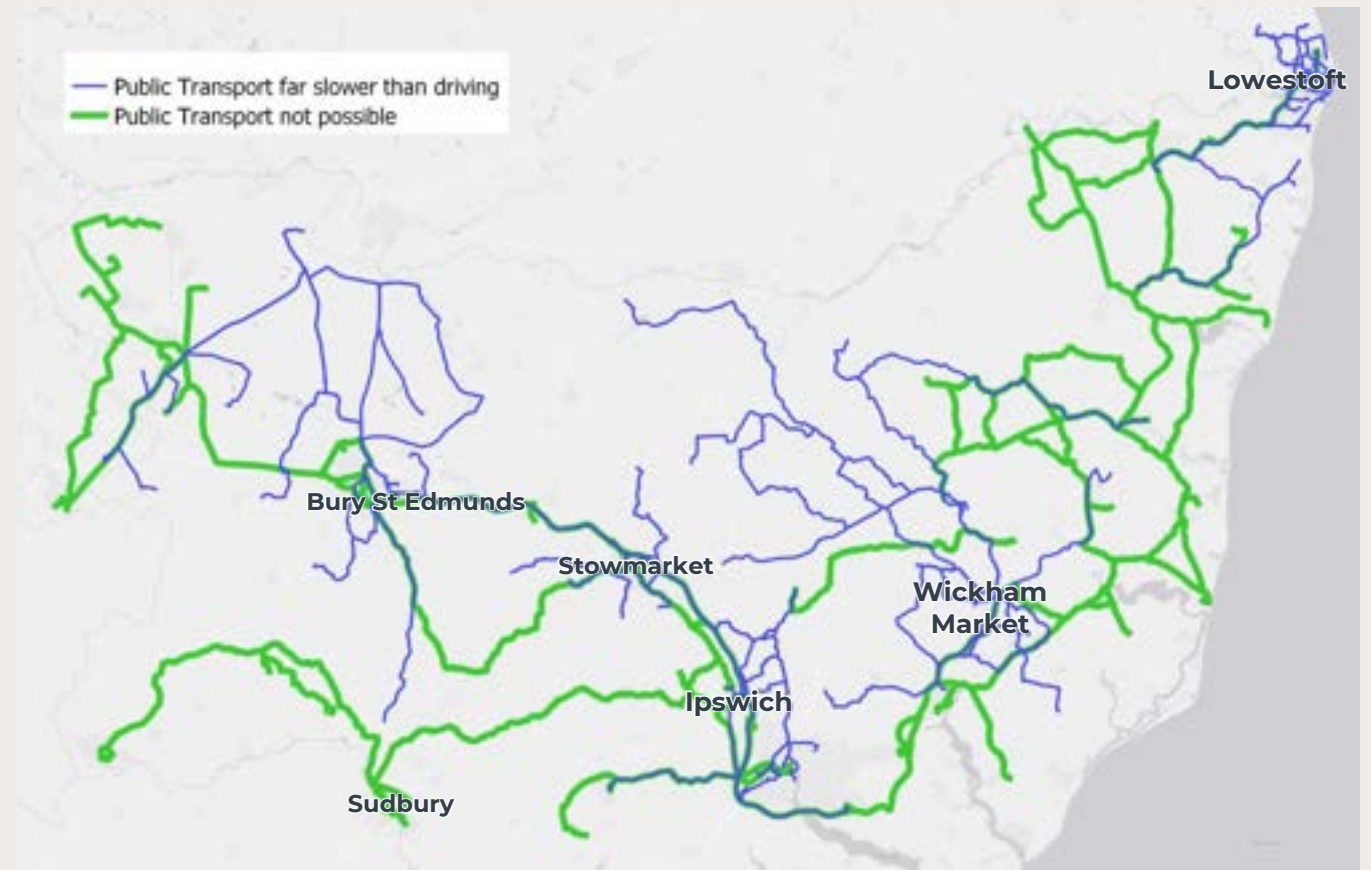 Public Transport far slower than driving
Public Transport not possible
Lowestoft
Bury St Edmunds
Stowmarket
Wickham
Market
Ipswich
Sudbury